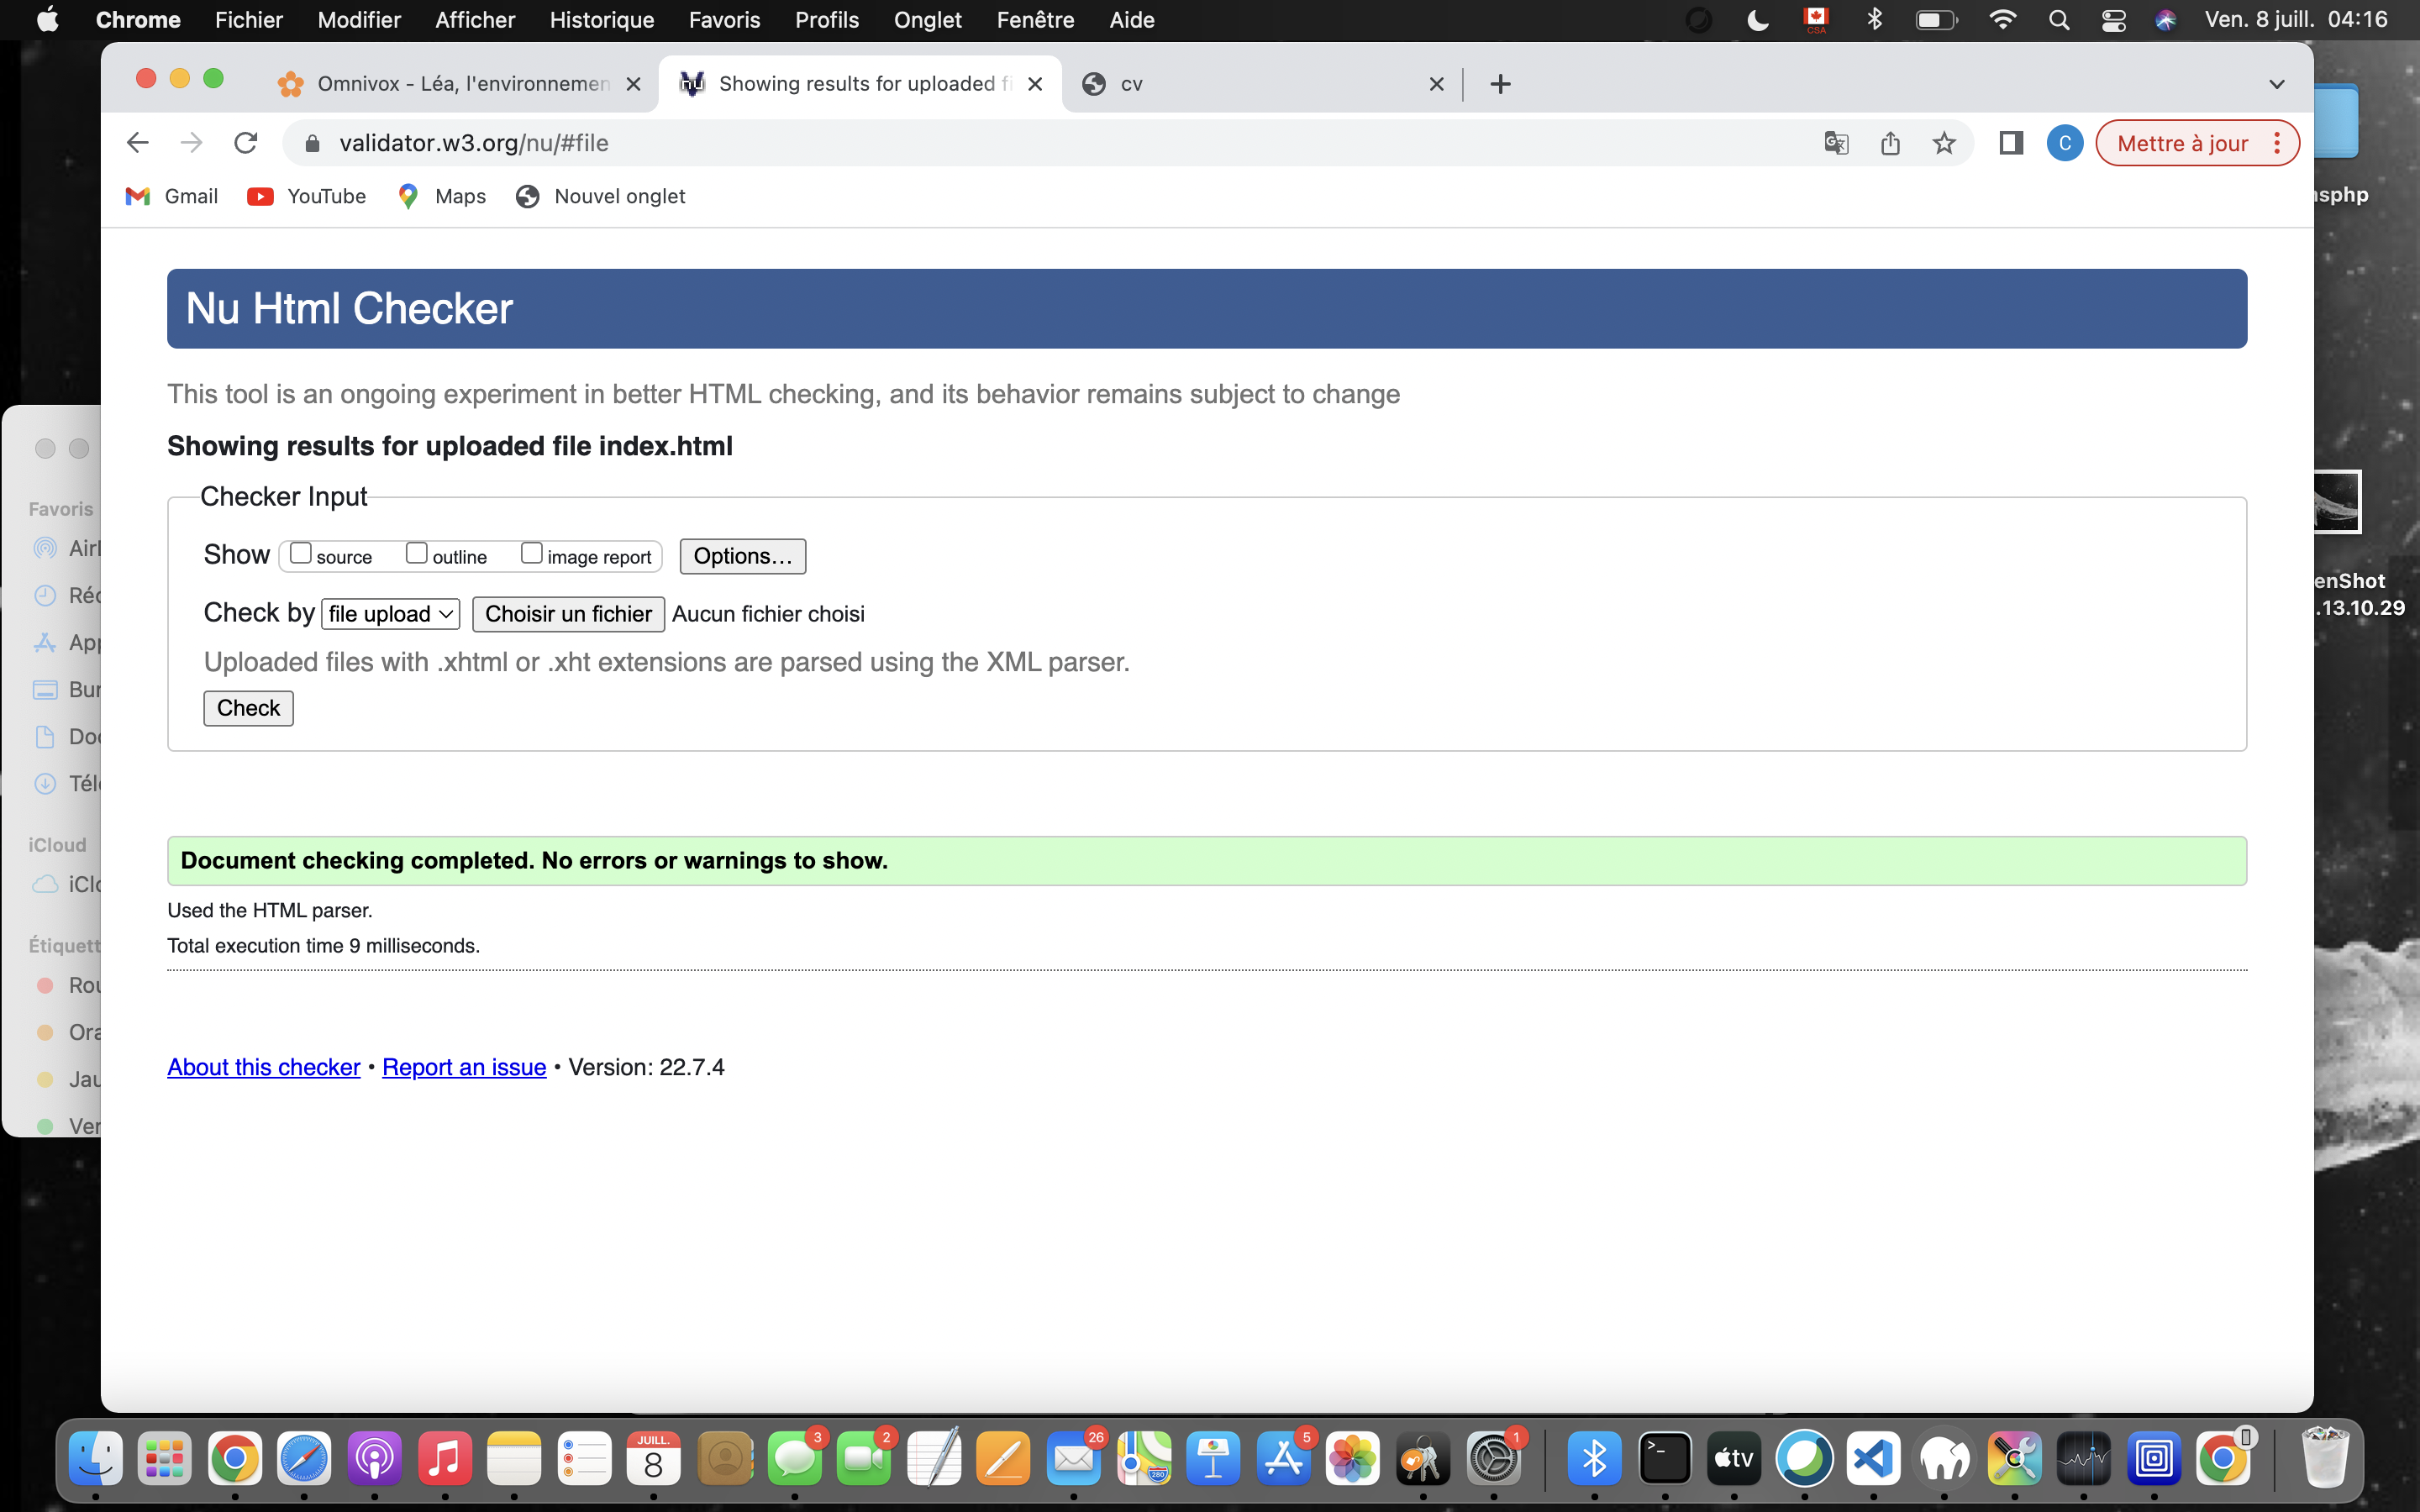 Chrome Fichier Modifier Afficher Historique Favoris Profils Onglet Fenêtre Aide CSA Ven. 8 juill. 04:16
Omnivox - Léa, l'environnemen Showing results for uploaded fi cv
validator.w3.org/nu/#file C Mettre à jour
Gmail YouTube Maps Nouvel onglet
Nu Html Checker
This tool is an ongoing experiment in better HTML checking, and its behavior remains subject to change
Showing results for uploaded file index.html
Checker Input
Show source outline image report Options...
Check by file upload Choisir un fichier Aucun fichier choisi
Uploaded files with .xhtml or .xht extensions are parsed using the XML parser.
Check
Document checking completed. No errors or warnings to show.
Used the HTML parser.
Total execution time 9 milliseconds.
About this checker • Report an issue • Version: 22.7.4
Favoris
Air
Réc
App
Bur
Doc
Télé
iCloud
iClo
Étiquett
Rou
Ora
Jau
Ver
sphp
enShot
.13.10.29
JUILL.
8
3
2
26
280
5
1
tv